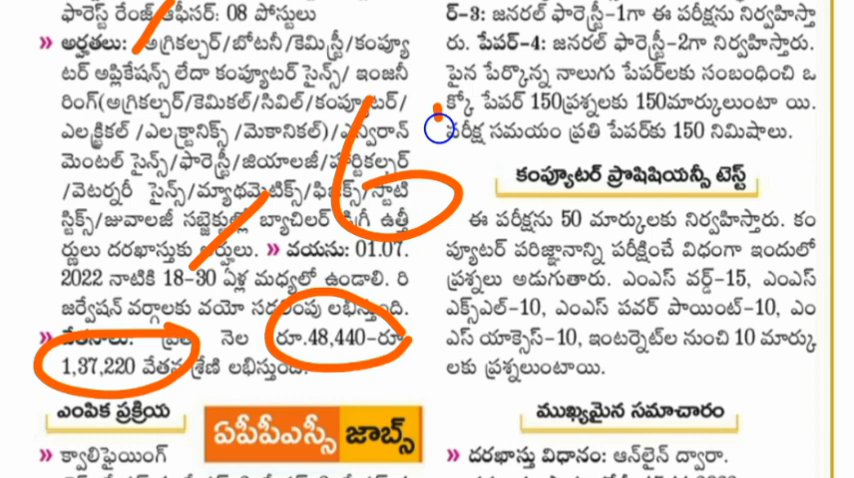 ఫారెస్ట్ రేంజ్ ఆఫీసర్: 08 పోస్టులు
» అర్హతలు: అగ్రికల్చర్/బోటనీ/కెమిస్ట్రీ/కంప్యూ
టర్ అప్లికేషన్స్ లేదా కంప్యూటర్ సైన్స్/ ఇంజనీ
రింగ్(అగ్రికల్చర్/కెమికల్/సివిల్/కంప్యూటర్/
ఎలక్ట్రికల్ /ఎలక్ట్రానిక్స్ /మెకానికల్)/ఎన్విరాన్
మెంటల్ సైన్స్/ఫారెస్ట్రీ/జియాలజీ/హార్టికల్చర్
/వెటర్నరీ సైన్స్/మ్యాథమెటిక్స్/ఫిజిక్స్/స్టాటి
స్టిక్స్/జువాలజీ సబ్జెక్టుల్లో బ్యాచిలర్ డిగ్రీ ఉత్తీ
ర్ణులు దరఖాస్తుకు అర్హులు. » వయసు: 01.07.
2022 నాటికి 18-30 ఏళ్ల మధ్యలో ఉండాలి. రి
జర్వేషన్ వర్గాలకు వయో సడలింపు లభిస్తుంది.
» వేతనాలు: ప్రతి నెల రూ.48,440-రూ.
1,37,220 వేతన శ్రేణి లభిస్తుంది.
ఎంపిక ప్రక్రియ
» క్వాలిఫైయింగ్
ఏపీపీఎస్సీ జాబ్స్
ర్-3: జనరల్ ఫారెస్ట్రీ-1గా ఈ పరీక్షను నిర్వహిస్తా
రు. పేపర్-4: జనరల్ ఫారెస్ట్రీ-2గా నిర్వహిస్తారు.
పైన పేర్కొన్న నాలుగు పేపర్‌లకు సంబంధించి ఒ
క్కో పేపర్ 150ప్రశ్నలకు 150మార్కులుంటా యి.
పరీక్ష సమయం ప్రతి పేపర్‌కు 150 నిమిషాలు.
కంప్యూటర్ ప్రొషిషియన్సీ టెస్ట్
ఈ పరీక్షను 50 మార్కులకు నిర్వహిస్తారు. కం
ప్యూటర్ పరిజ్ఞానాన్ని పరీక్షించే విధంగా ఇందులో
ప్రశ్నలు అడుగుతారు. ఎంఎస్ వర్డ్-15, ఎంఎస్
ఎక్స్ఎల్-10, ఎంఎస్ పవర్ పాయింట్-10, ఎం
ఎస్ యాక్సెస్-10, ఇంటర్నెట్‌ల నుంచి 10 మార్కు
లకు ప్రశ్నలుంటాయి.
ముఖ్యమైన సమాచారం
» దరఖాస్తు విధానం: ఆన్‌లైన్ ద్వారా.